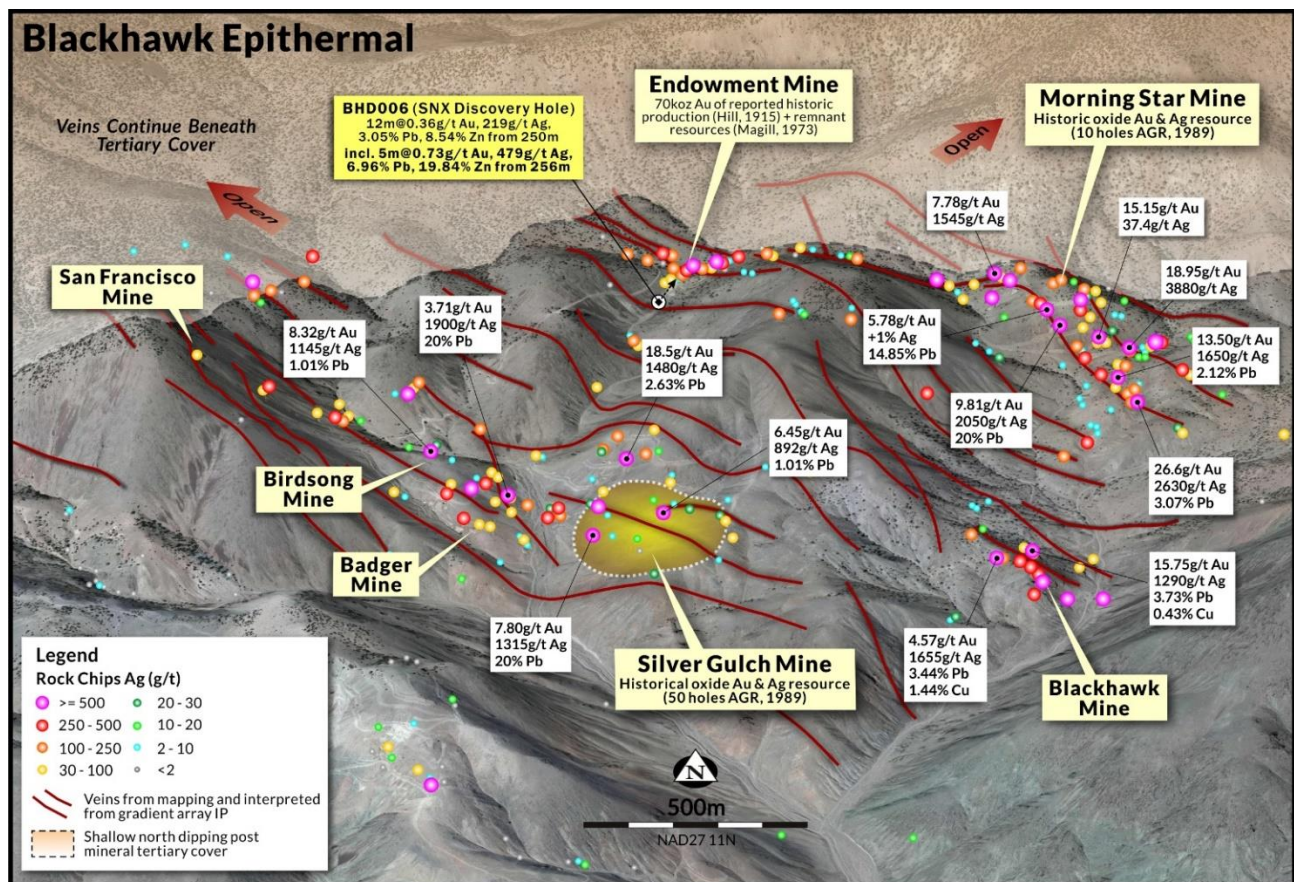 Blackhawk Epithermal
Veins Continue Beneath
Tertiary Cover
Open
BHD006 (SNX Discovery Hole)
12m@0.36g/t Au, 219g/t Ag,
3.05% Pb, 8.54% Zn from 250m
incl. 5m@0.73g/t Au, 479g/t Ag,
6.96% Pb, 19.84% Zn from 256m
Endowment Mine
70koz Au of reported historic
production (Hill, 1915) + remnant
resources (Magill, 1973)
Open
Morning Star Mine
Historic oxide Au & Ag resource
(10 holes AGR, 1989)
7.78g/t Au
1545g/t Ag
15.15g/t Au
37.4g/t Ag
18.95g/t Au
3880g/t Ag
13.50g/t Au
1650g/t Ag
2.12% Pb
San Francisco
Mine
8.32g/t Au
1145g/t Ag
1.01% Pb
3.71g/t Au
1900g/t Ag
20% Pb
18.5g/t Au
1480g/t Ag
2.63% Pb
5.78g/t Au
+1% Ag
14.85% Pb
9.81g/t Au
2050g/t Ag
20% Pb
6.45g/t Au
892g/t Ag
1.01% Pb
26.6g/t Au
2630g/t Ag
3.07% Pb
Birdsong
Mine
Badger
Mine
15.75g/t Au
1290g/t Ag
3.73% Pb
0.43% Cu
7.80g/t Au
1315g/t Ag
20% Pb
Silver Gulch Mine
Historical oxide Au & Ag resource
(50 holes AGR, 1989)
4.57g/t Au
1655g/t Ag
3.44% Pb
1.44% Cu
Blackhawk
Mine
Legend
Rock Chips Ag (g/t)
>= 500
250 - 500
100 - 250
30 - 100
20 - 30
10 - 20
2 - 10
<2
Veins from mapping and interpreted
from gradient array IP
Shallow north dipping post
mineral tertiary cover
N
500m
NAD27 11N